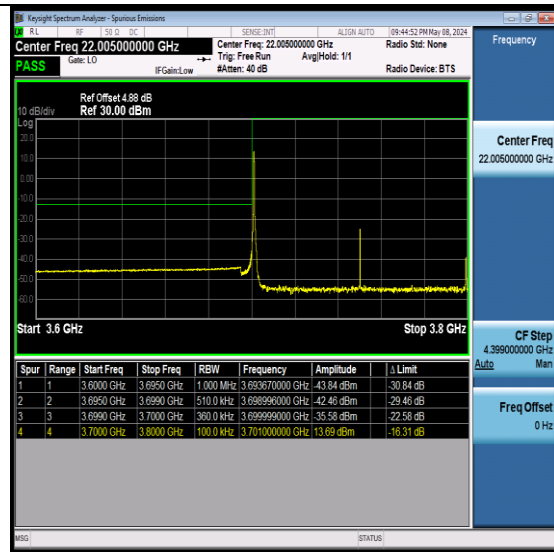 Keysight Spectrum Analyzer - Spurious Emissions
RL RF 50 Ω DC SENSE:INT ALIGN AUTO 09:44:52 PM May 08, 2024
Center Freq 22.005000000 GHz Center Freq: 22.005000000 GHz Radio Std: None Frequency
PASS Gate: LO Trig: Free Run Avg|Hold: 1/1
IFGain:Low #Atten: 40 dB Radio Device: BTS
Ref Offset 4.88 dB
10 dB/div Ref 30.00 dBm
Log
20.0
10.0
0.00
-10.0
-20.0
-30.0
-40.0
-50.0
-60.0
Start 3.6 GHz Stop 3.8 GHz
Center Freq
22.005000000 GHz
CF Step
4.399000000 GHz
Auto Man
Freq Offset
0 Hz
Spur Range Start Freq Stop Freq RBW Frequency Amplitude Δ Limit
1 1 3.6000 GHz 3.6950 GHz 1.000 MHz 3.693670000 GHz -43.84 dBm -30.84 dB
2 2 3.6950 GHz 3.6990 GHz 510.0 kHz 3.698996000 GHz -42.46 dBm -29.46 dB
3 3 3.6990 GHz 3.7000 GHz 360.0 kHz 3.699999000 GHz -35.58 dBm -22.58 dB
4 4 3.7000 GHz 3.8000 GHz 100.0 kHz 3.701000000 GHz 13.69 dBm -16.31 dB
MSG STATUS